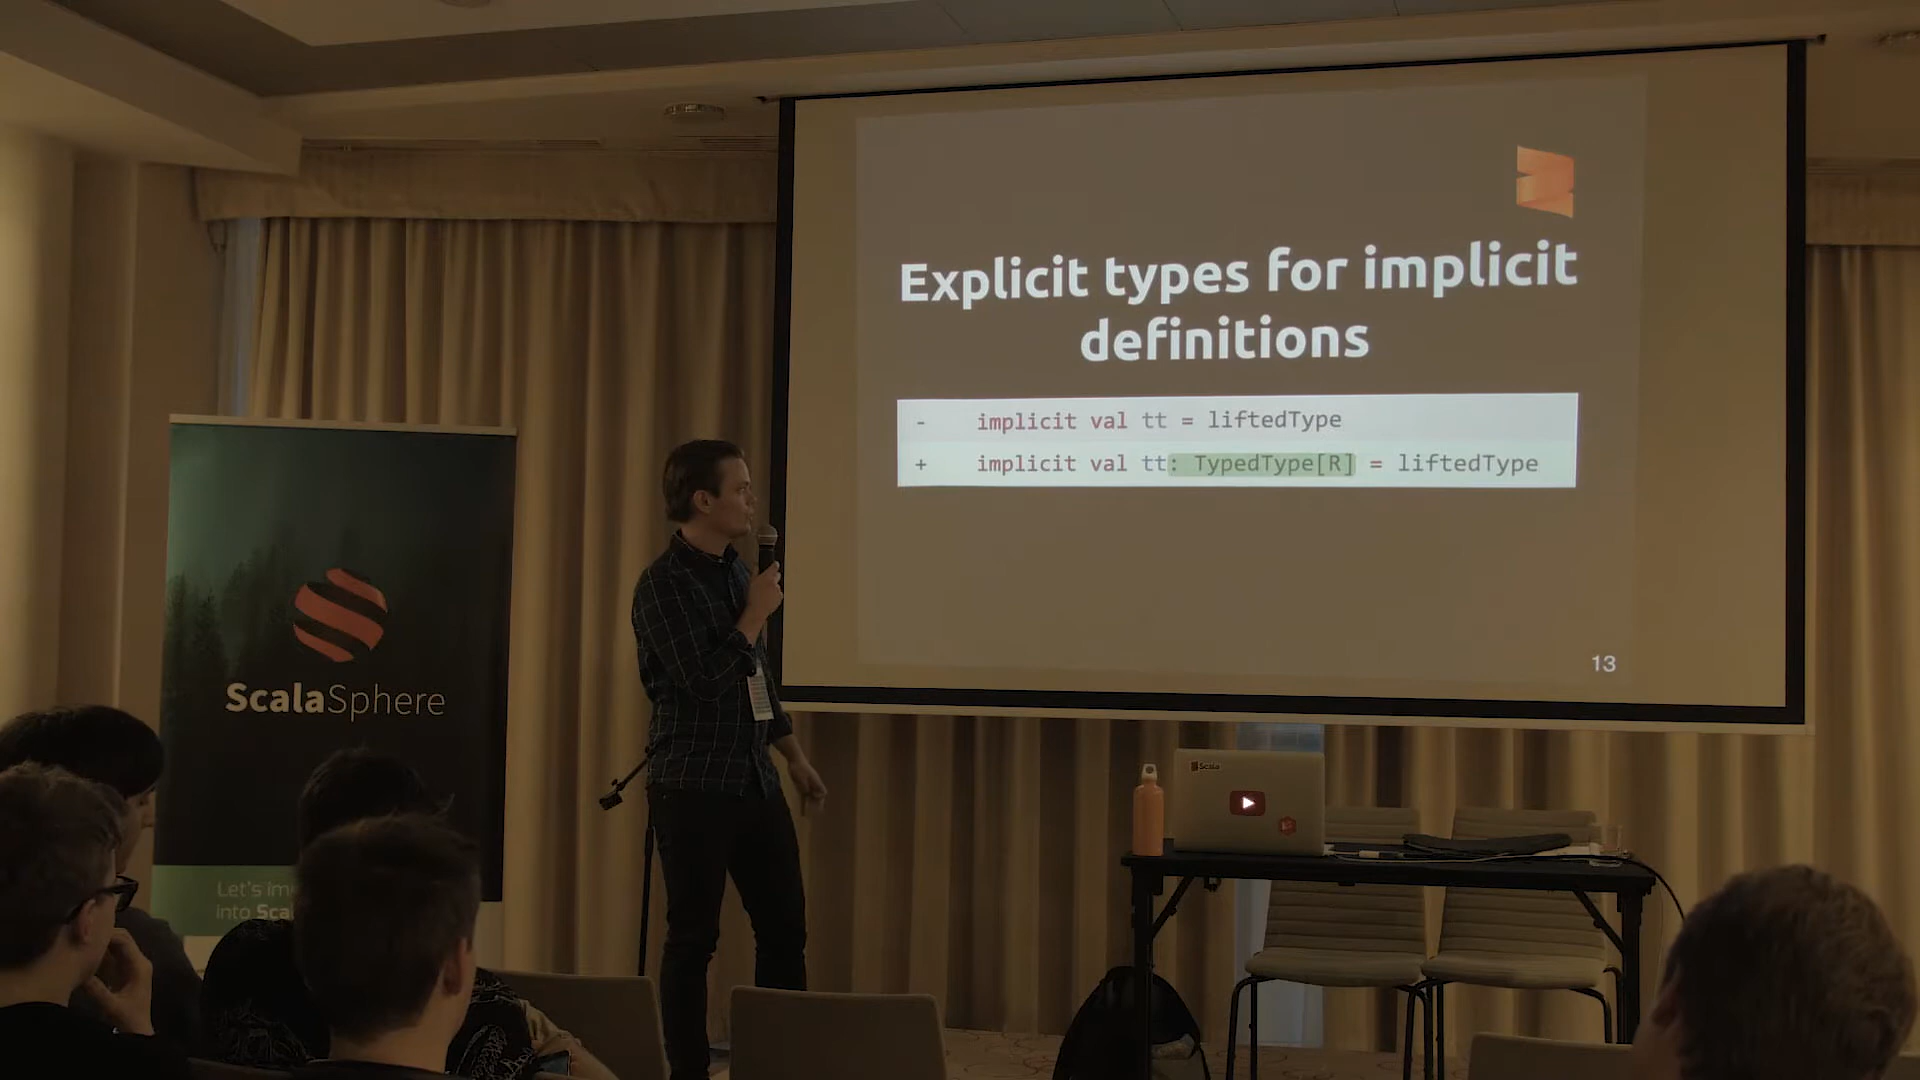 Explicit types for implicit
definitions
- implicit val tt = liftedType
+ implicit val tt: TypedType[R] = liftedType
13
ScalaSphere
Let's im
into Sca
Scala